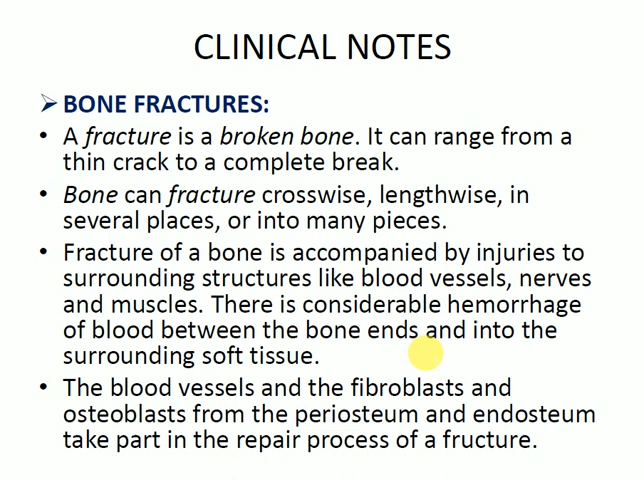 CLINICAL NOTES
➢ BONE FRACTURES:
• A fracture is a broken bone. It can range from a
thin crack to a complete break.
• Bone can fracture crosswise, lengthwise, in
several places, or into many pieces.
• Fracture of a bone is accompanied by injuries to
surrounding structures like blood vessels, nerves
and muscles. There is considerable hemorrhage
of blood between the bone ends and into the
surrounding soft tissue.
• The blood vessels and the fibroblasts and
osteoblasts from the periosteum and endosteum
take part in the repair process of a fructure.